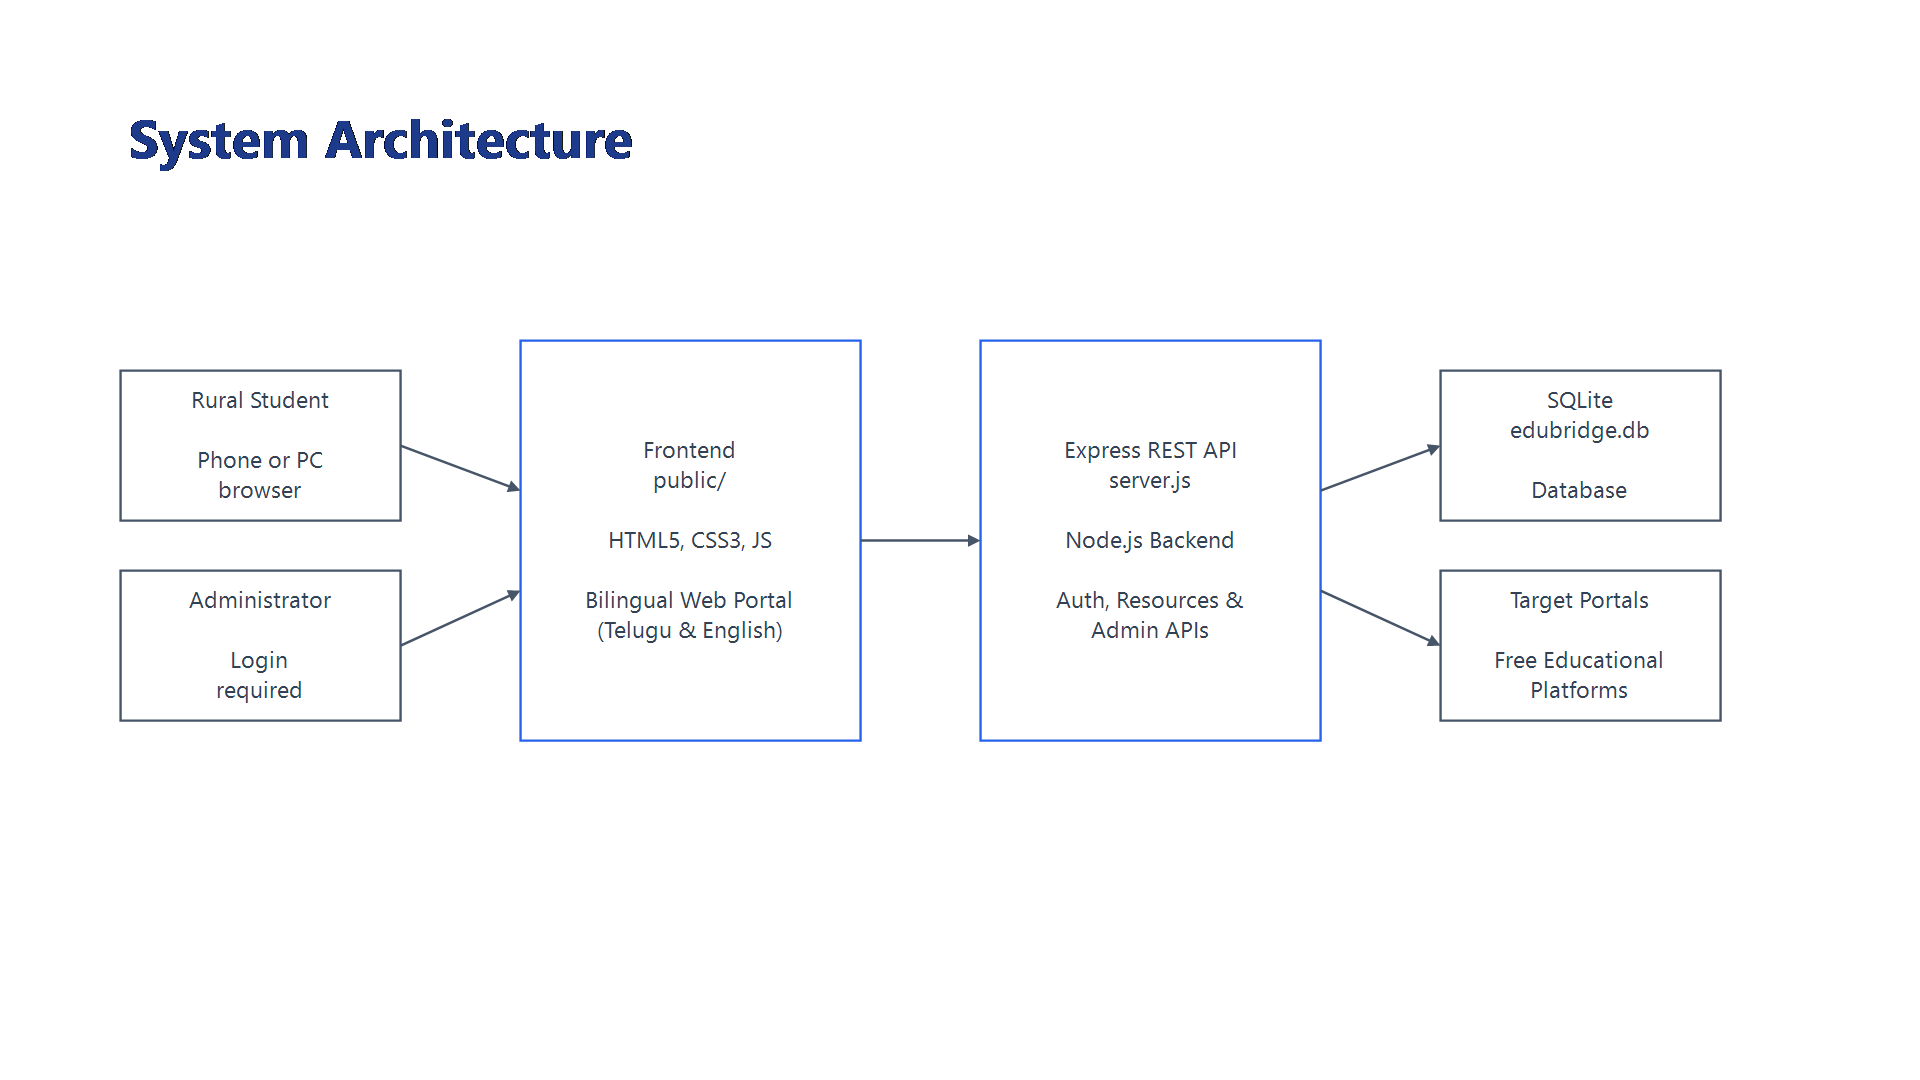 System Architecture
Rural Student
Phone or PC
browser
Administrator
Login
required
Frontend
public/
HTML5, CSS3, JS
Bilingual Web Portal
(Telugu & English)
Express REST API
server.js
Node.js Backend
Auth, Resources &
Admin APIs
SQLite
edubridge.db
Database
Target Portals
Free Educational
Platforms